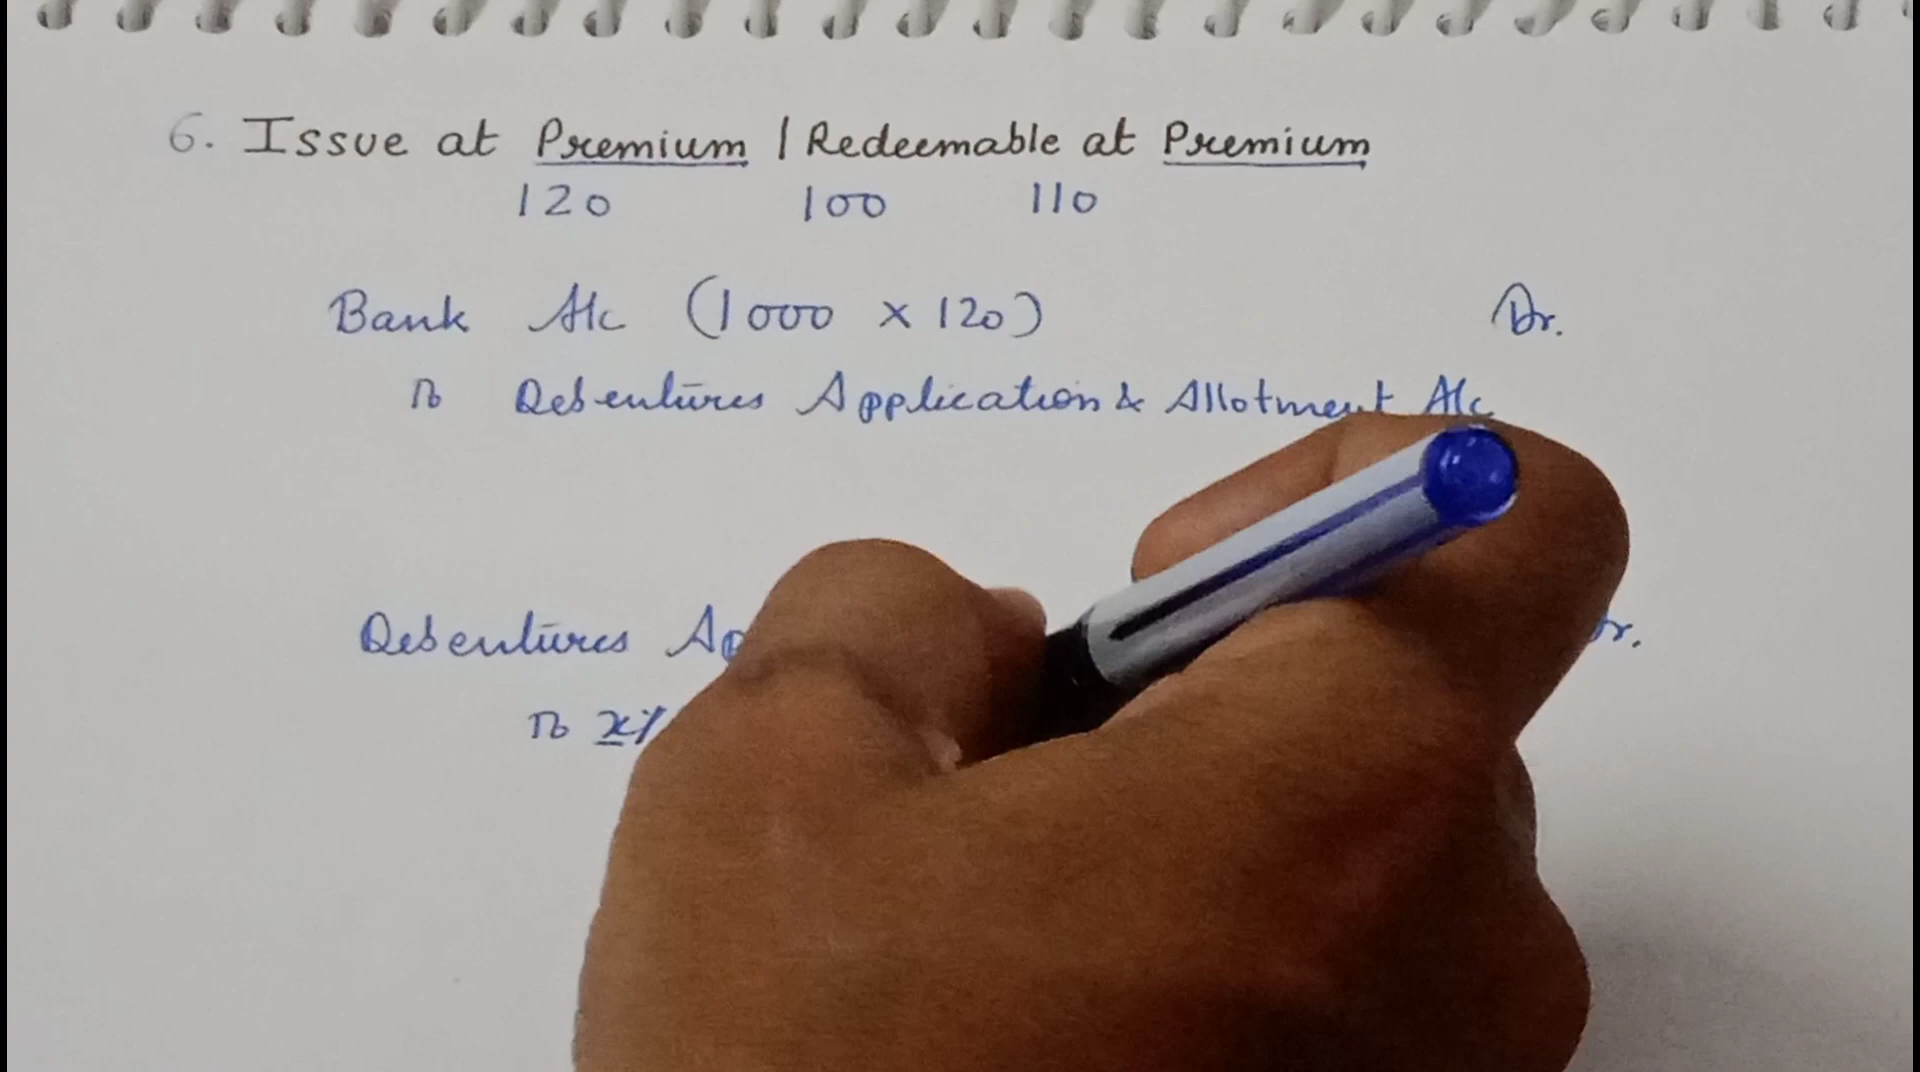 6. Issue at Premium | Redeemable at Premium
120 100 110
Bank A/c (1000 × 120) Dr.
To Debentures Application & Allotment A/c
Debentures Dr.
To x%